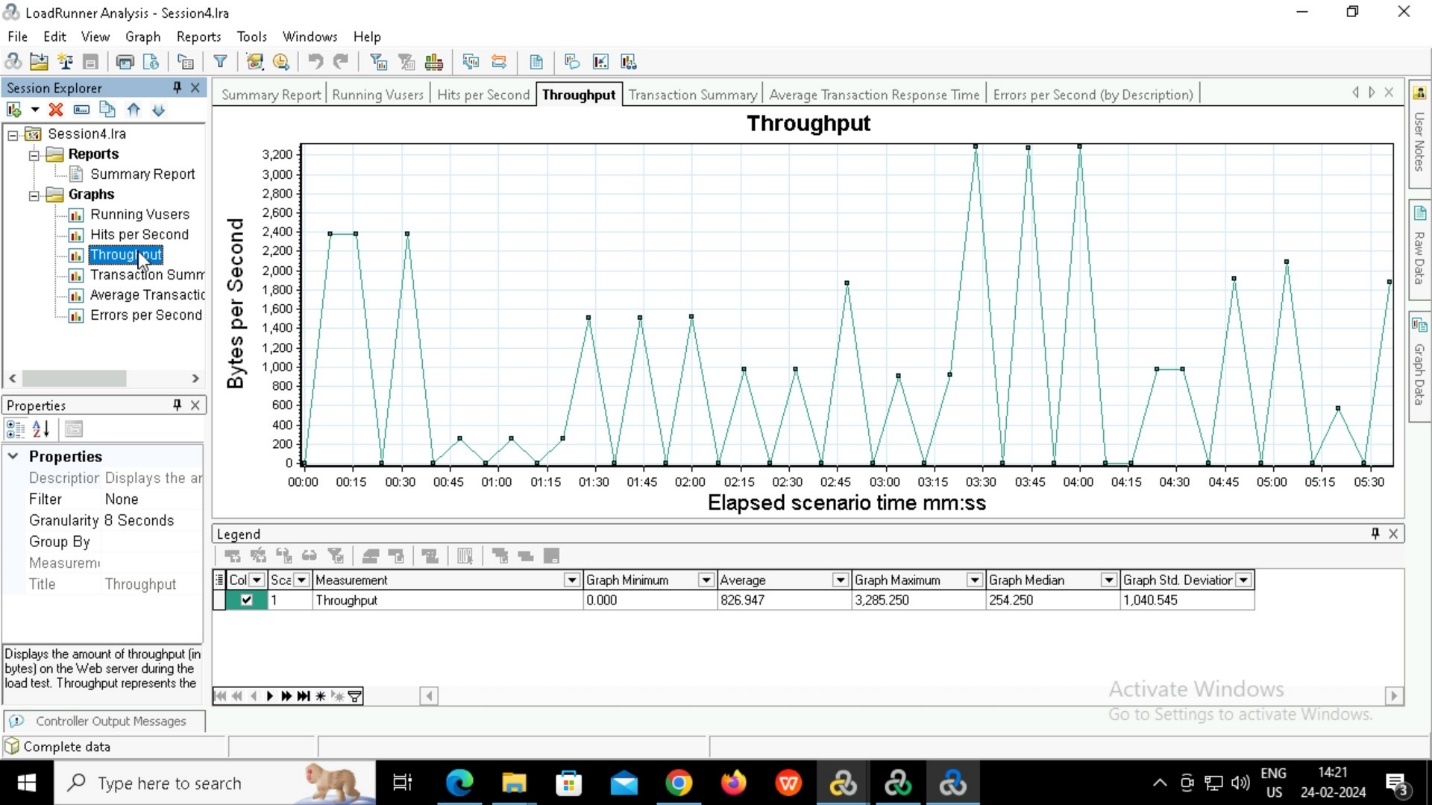 LoadRunner Analysis - Session4.lra
File Edit View Graph Reports Tools Windows Help
Session Explorer
Session4.lra
Reports
Summary Report
Graphs
Running Vusers
Hits per Second
Throughput
Transaction Summ
Average Transactic
Errors per Second
Properties
Properties
Descriptior Displays the ar
Filter None
Granularity 8 Seconds
Group By
Measurem
Title Throughput
Displays the amount of throughput (in
bytes) on the Web server during the
load test. Throughput represents the
Controller Output Messages
Complete data
Summary Report Running Vusers Hits per Second Throughput Transaction Summary Average Transaction Response Time Errors per Second (by Description)
Throughput
Bytes per Second
3,200
3,000
2,800
2,600
2,400
2,200
2,000
1,800
1,600
1,400
1,200
1,000
800
600
400
200
0
00:00 00:15 00:30 00:45 01:00 01:15 01:30 01:45 02:00 02:15 02:30 02:45 03:00 03:15 03:30 03:45 04:00 04:15 04:30 04:45 05:00 05:15 05:30
Elapsed scenario time mm:ss
Legend
Col Sca Measurement Graph Minimum Average Graph Maximum Graph Median Graph Std. Deviatior
1 Throughput 0.000 826.947 3,285.250 254.250 1,040.545
User Notes
Raw Data
Graph Data
Activate Windows
Go to Settings to activate Windows.
Type here to search
ENG
US
14:21
24-02-2024
3